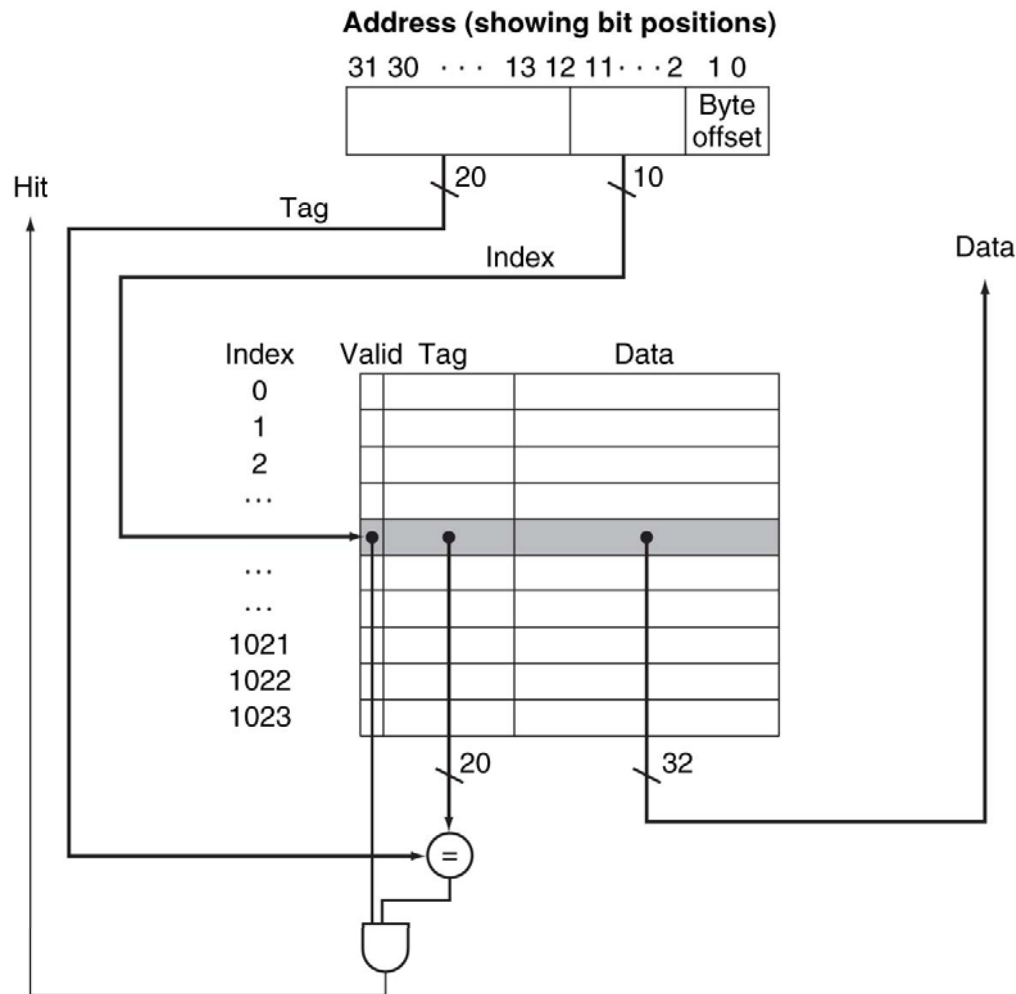 Address (showing bit positions)
31 30 · · · 13 12 11 · · · 2 1 0
Byte
offset
20
10
Hit
Tag
Data
Index
Index Valid Tag Data
0
1
2
...
...
...
1021
1022
1023
20
32
=